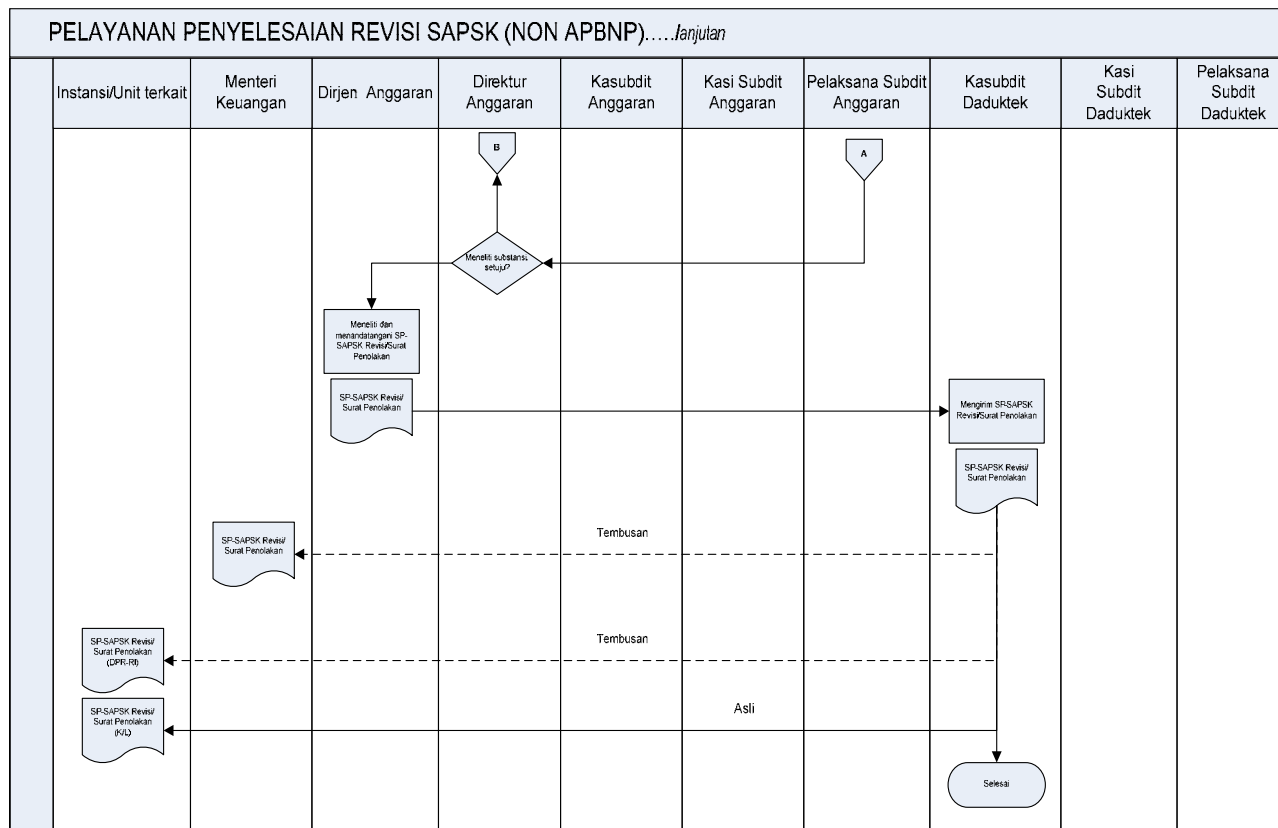 PELAYANAN PENYELESAIAN REVISI SAPSK (NON APBNP).....lanjutan
Instansi/Unit terkait
Menteri
Keuangan
Dirjen Anggaran
Direktur
Anggaran
Kasubdit
Anggaran
Kasi Subdit
Anggaran
Pelaksana Subdit
Anggaran
Kasubdit
Daduktek
Kasi
Subdit
Daduktek
Pelaksana
Subdit
Daduktek
B
A
Meneliti substansi,
setuju?
Meneliti dan
menandatangani SP-
SAPSK Revisi/Surat
Penolakan
SP-SAPSK Revisi/
Surat Penolakan
Mengirim SP-SAPSK
Revisi/Surat Penolakan
SP-SAPSK Revisi/
Surat Penolakan
Tembusan
SP-SAPSK Revisi/
Surat Penolakan
Tembusan
SP-SAPSK Revisi/
Surat Penolakan
(DPR-RI)
Asli
SP-SAPSK Revisi/
Surat Penolakan
(K/L)
Selesai